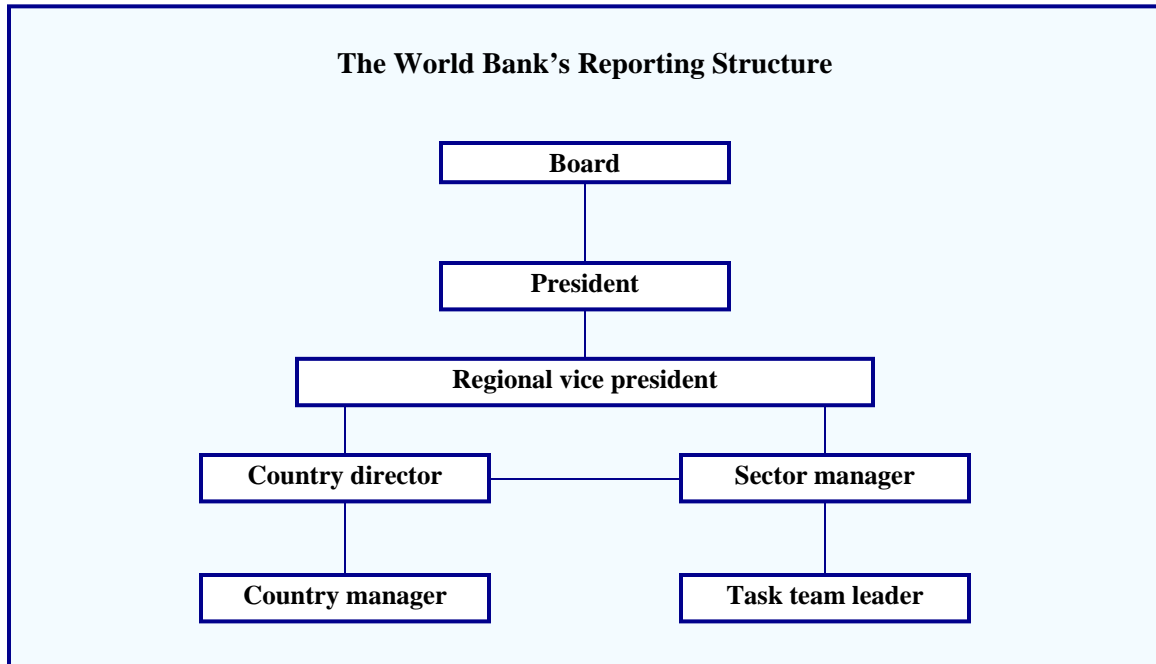 The World Bank’s Reporting Structure
Board
President
Regional vice president
Country director
Sector manager
Country manager
Task team leader